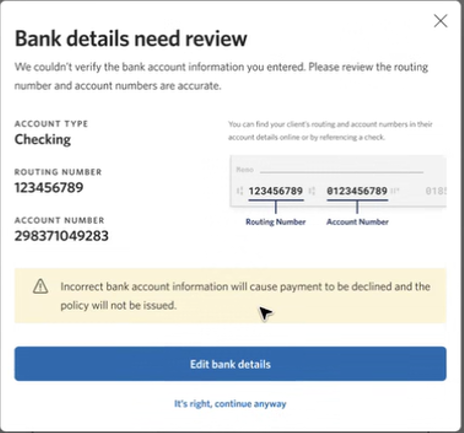 Bank details need review
We couldn't verify the bank account information you entered. Please review the routing
number and account numbers are accurate.
ACCOUNT TYPE
Checking
ROUTING NUMBER
123456789
ACCOUNT NUMBER
298371049283
You can find your client's routing and account numbers in their
account details online or by referencing a check.
Memo
⑆ 123456789 ⑆ 0123456789 ⑈ 0185
Routing Number Account Number
Incorrect bank account information will cause payment to be declined and the
policy will not be issued.
Edit bank details
It's right, continue anyway